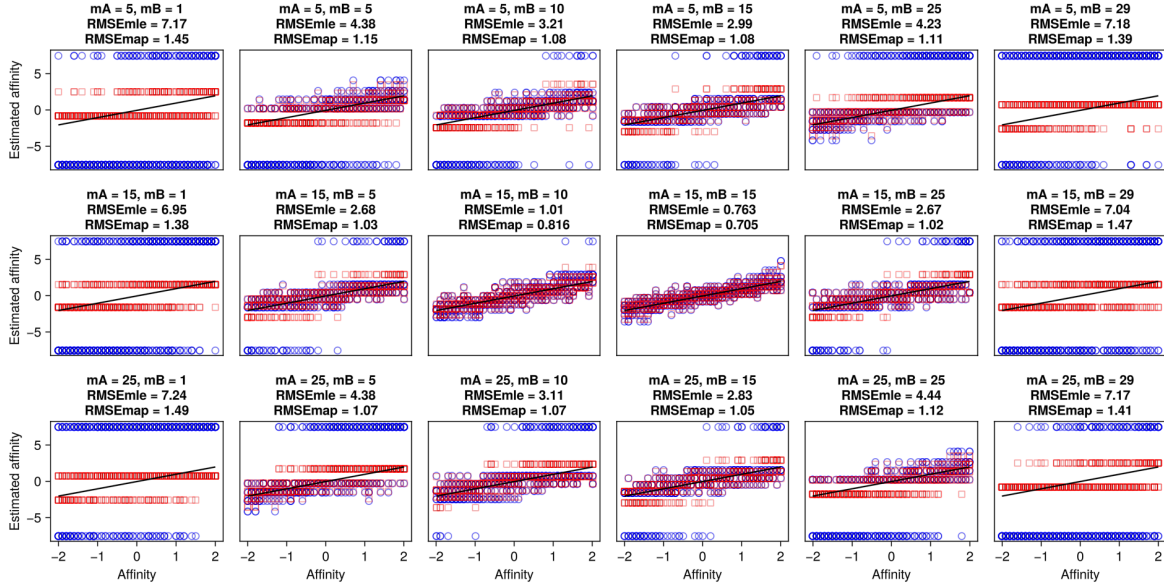 mA = 5, mB = 1
RMSEmle = 7.17
RMSEmap = 1.45
mA = 5, mB = 5
RMSEmle = 4.38
RMSEmap = 1.15
mA = 5, mB = 10
RMSEmle = 3.21
RMSEmap = 1.08
mA = 5, mB = 15
RMSEmle = 2.99
RMSEmap = 1.08
mA = 5, mB = 25
RMSEmle = 4.23
RMSEmap = 1.11
mA = 5, mB = 29
RMSEmle = 7.18
RMSEmap = 1.39
Estimated affinity
5
0
−5
mA = 15, mB = 1
RMSEmle = 6.95
RMSEmap = 1.38
mA = 15, mB = 5
RMSEmle = 2.68
RMSEmap = 1.03
mA = 15, mB = 10
RMSEmle = 1.01
RMSEmap = 0.816
mA = 15, mB = 15
RMSEmle = 0.763
RMSEmap = 0.705
mA = 15, mB = 25
RMSEmle = 2.67
RMSEmap = 1.02
mA = 15, mB = 29
RMSEmle = 7.04
RMSEmap = 1.47
Estimated affinity
5
0
−5
mA = 25, mB = 1
RMSEmle = 7.24
RMSEmap = 1.49
mA = 25, mB = 5
RMSEmle = 4.38
RMSEmap = 1.07
mA = 25, mB = 10
RMSEmle = 3.11
RMSEmap = 1.07
mA = 25, mB = 15
RMSEmle = 2.83
RMSEmap = 1.05
mA = 25, mB = 25
RMSEmle = 4.44
RMSEmap = 1.12
mA = 25, mB = 29
RMSEmle = 7.17
RMSEmap = 1.41
Estimated affinity
5
0
−5
−2 −1 0 1 2
−2 −1 0 1 2
−2 −1 0 1 2
−2 −1 0 1 2
−2 −1 0 1 2
−2 −1 0 1 2
Affinity
Affinity
Affinity
Affinity
Affinity
Affinity